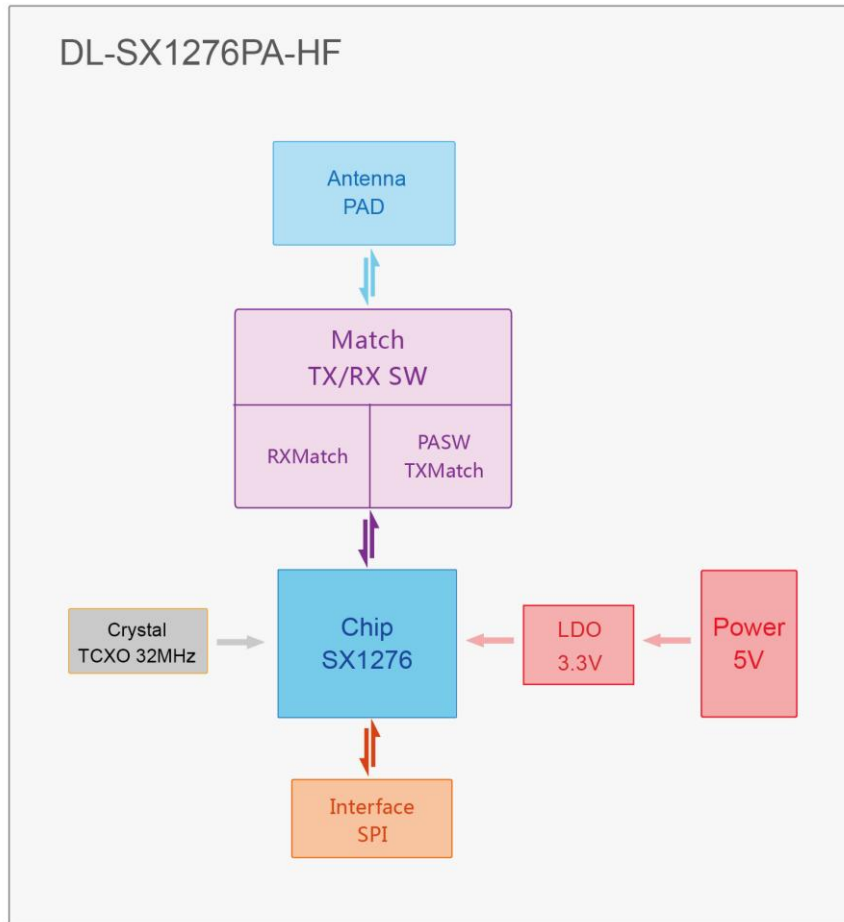 DL-SX1276PA-HF
Antenna
PAD
Match
TX/RX SW
RXMatch
PASW
TXMatch
Crystal
TCXO 32MHz
Chip
SX1276
LDO
3.3V
Power
5V
Interface
SPI